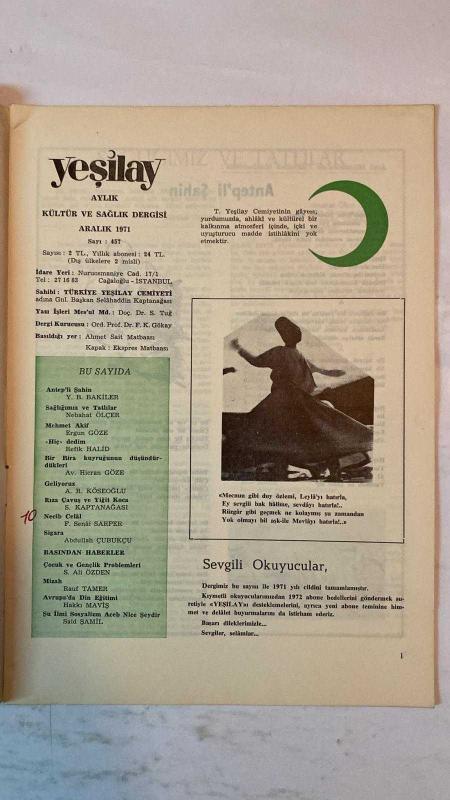 yeşilay
AYLIK
KÜLTÜR VE SAĞLIK DERGİSİ
ARALIK 1971
Sayı : 457
Sayısı : 2 TL, Yıllık abonesi : 24 TL.
(Dış ülkelere 2 misli)
İdare Yeri : Nuruosmaniye Cad. 17/1
Tel : 27 16 83 Cağaloğlu - İSTANBUL
Sahibi : TÜRKİYE YEŞİLAY CEMİYETİ
adına Gnl. Başkan Selâhaddin Kaptanağası
Yazı İşleri Mes'ul Md. : Doç. Dr. S. Tuğ
Dergi Kurucusu : Ord. Prof. Dr. F. K. Gökay
Basıldığı yer : Ahmet Sait Matbaası
Kapak : Ekspres Matbaası
BU SAYIDA
Antep'li Şahin
Y. B. BAKİLER
Sağlığımız ve Tatlılar
Nebahat ÖLÇER
Mehmet Akif
Ergun GÖZE
«Hiç» dedim
Refik HALİD
Bir Bira kuyruğunun düşündür-
dükleri
Av. Hicran GÖZE
Geliyoruz
A. R. KÖSEOĞLU
Rıza Çavuş ve Yiğit Koca
S. KAPTANAĞASI
10
Necib Celâl
F. Senâi SARPER
Sigara
Abdullah ÇUBUKÇU
BASINDAN HABERLER
Çocuk ve Gençlik Problemleri
S. Ali ÖZDEN
Mizah
Rauf TAMER
Avrupa'da Din Eğitimi
Hakkı MAVİŞ
Şu İlmi Sosyalizm Aceb Nice Şeydir
Said ŞAMİL
T. Yeşilay Cemiyetinin gâyesi;
yurdumuzda, ahlâkî ve kültürel bir
kalkınma atmosferi içinde, içki ve
uyuşturucu madde istihlâkini yok
etmektir.
«Mecnun gibi duy özlemi, Leylâ'yı hatırla,
Ey sevgili bak hâlime, sevdâyı hatırla!..
Rüzgâr gibi geçmek ne kolaymış şu zamandan
Yok olmayı bil aşk-ile Mevlâyı hatırla!..»
Sevgili Okuyucular,
Dergimiz bu sayısı ile 1971 yılı cildini tamamlamıştır.
Kıymetli okuyucularımızdan 1972 abone bedellerini göndermek su-
retiyle «YEŞİLAY»ı desteklemelerini, ayrıca yeni abone teminine him-
met ve delâlet buyurmalarını da istirham ederiz.
Başarı dileklerimizle...
Sevgiler, selâmlar...
1